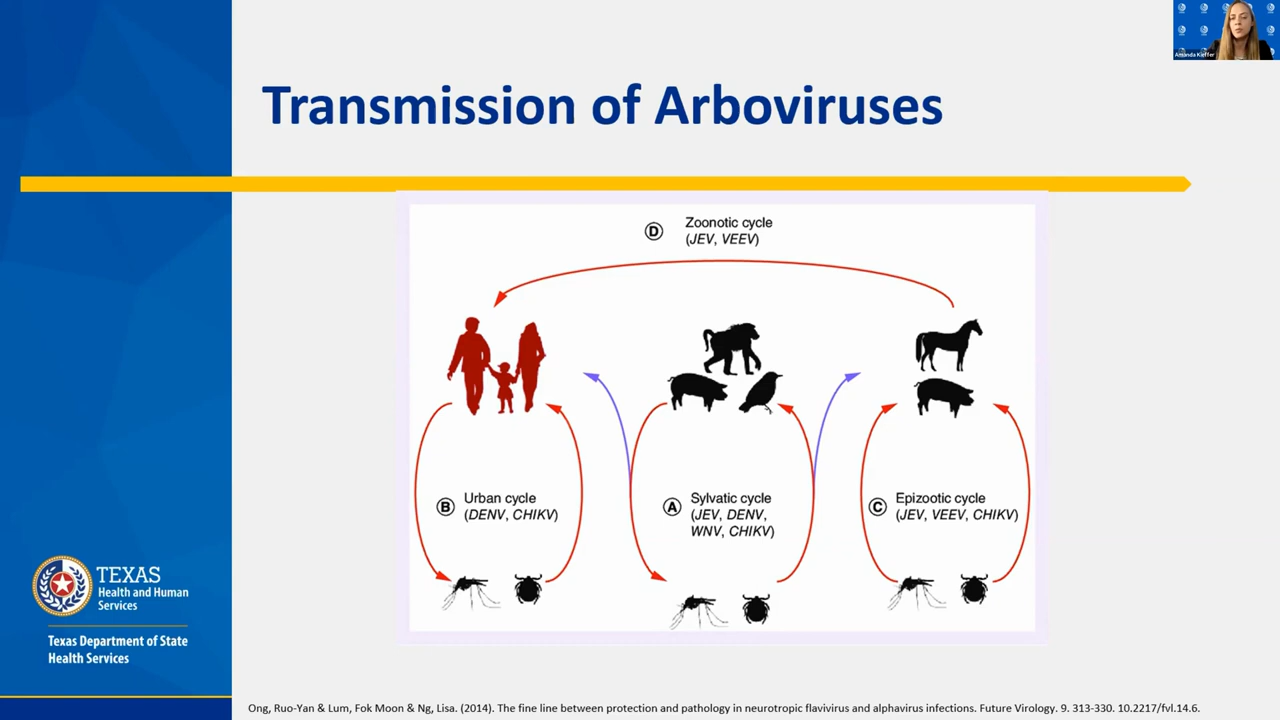 Amanda Kieffer
Transmission of Arboviruses
D Zoonotic cycle
(JEV, VEEV)
B Urban cycle
(DENV, CHIKV)
A Sylvatic cycle
(JEV, DENV,
WNV, CHIKV)
C Epizootic cycle
(JEV, VEEV, CHIKV)
TEXAS
Health and Human
Services
Texas Department of State
Health Services
Ong, Ruo-Yan & Lum, Fok Moon & Ng, Lisa. (2014). The fine line between protection and pathology in neurotropic flavivirus and alphavirus infections. Future Virology. 9. 313-330. 10.2217/fvl.14.6.